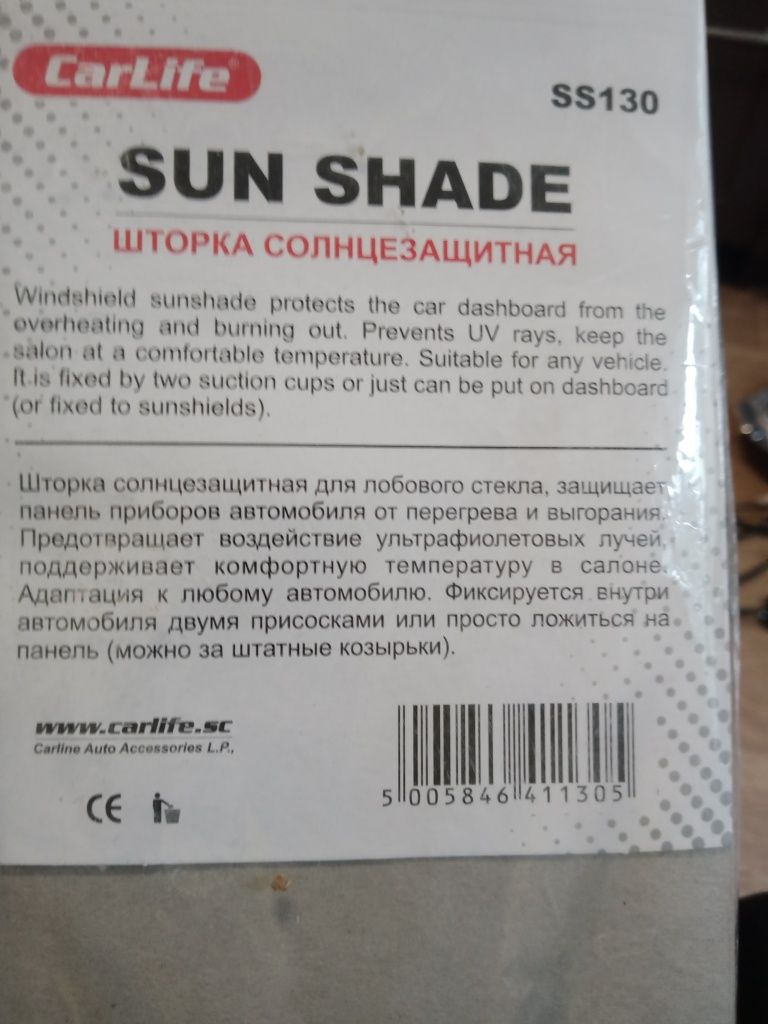 CarLife®
SS130
SUN SHADE
ШТОРКА СОЛНЦЕЗАЩИТНАЯ
Windshield sunshade protects the car dashboard from the
overheating and burning out. Prevents UV rays, keep the
salon at a comfortable temperature. Suitable for any vehicle.
It is fixed by two suction cups or just can be put on dashboard
(or fixed to sunshields).
Шторка солнцезащитная для лобового стекла, защищает
панель приборов автомобиля от перегрева и выгорания.
Предотвращает воздействие ультрафиолетовых лучей,
поддерживает комфортную температуру в салоне.
Адаптация к любому автомобилю. Фиксируется внутри
автомобиля двумя присосками или просто ложиться на
панель (можно за штатные козырьки).
www.carlife.sc
Carline Auto Accessories L.P.,
CE
5 005846 411305